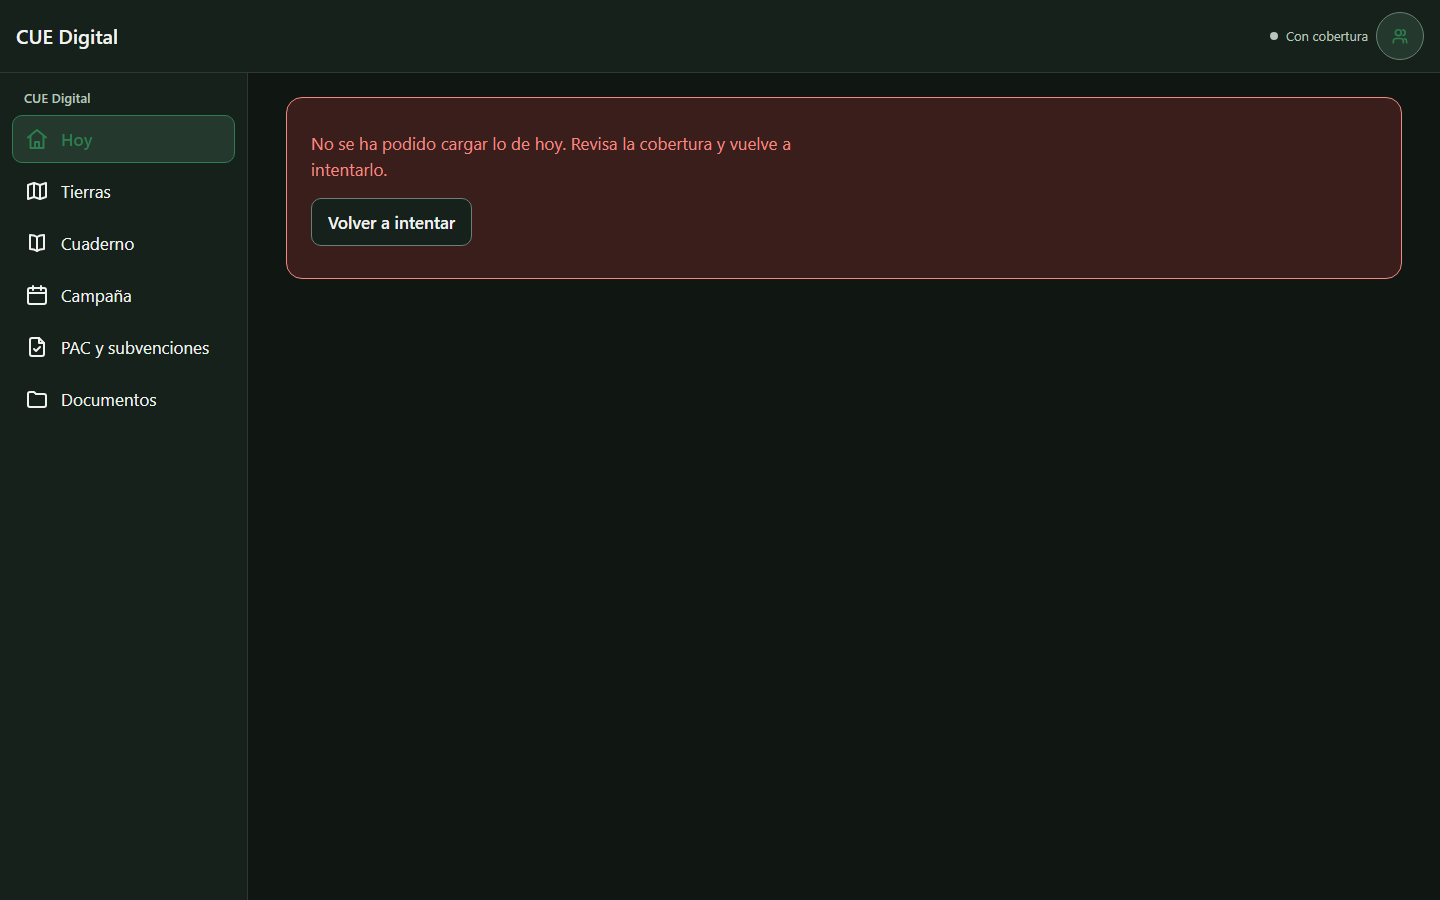 CUE Digital
Con cobertura
CUE Digital
Hoy
Tierras
Cuaderno
Campaña
PAC y subvenciones
Documentos
No se ha podido cargar lo de hoy. Revisa la cobertura y vuelve a
intentarlo.
Volver a intentar